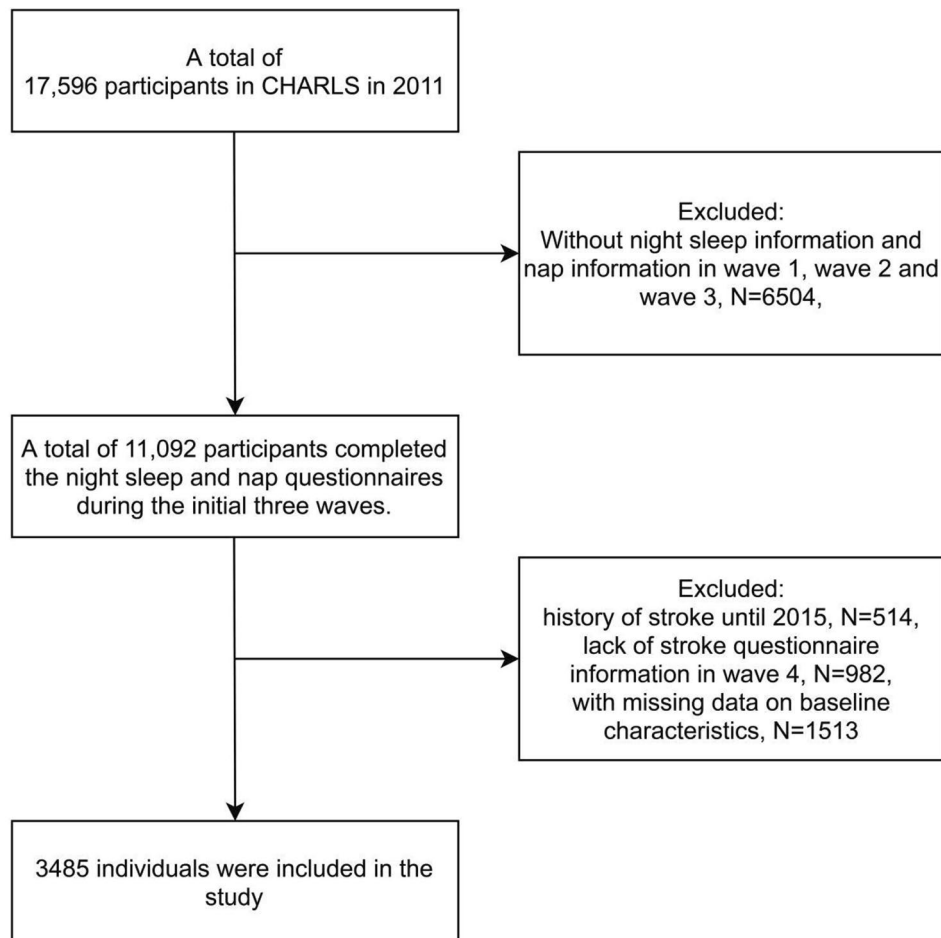 A total of
17,596 participants in CHARLS in 2011
Excluded:
Without night sleep information and
nap information in wave 1, wave 2 and
wave 3, N=6504,
A total of 11,092 participants completed
the night sleep and nap questionnaires
during the initial three waves.
Excluded:
history of stroke until 2015, N=514,
lack of stroke questionnaire
information in wave 4, N=982,
with missing data on baseline
characteristics, N=1513
3485 individuals were included in the
study